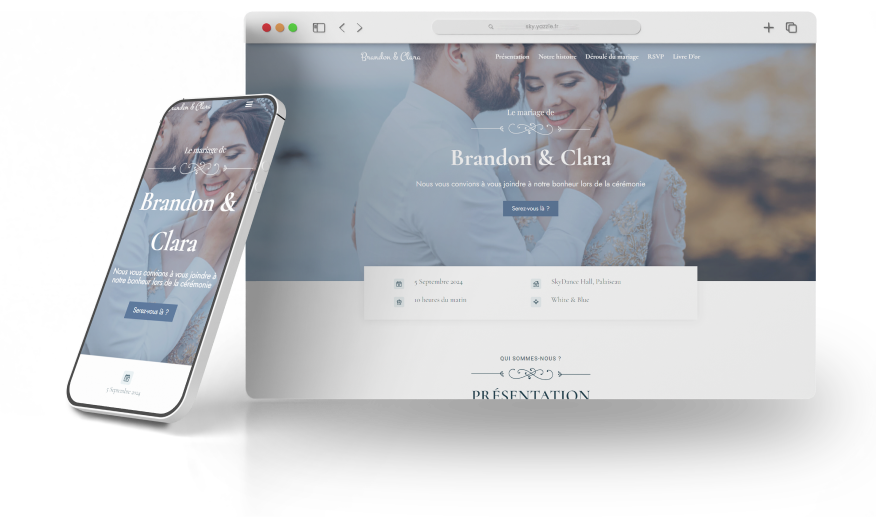 sky.yozzle.fr
Brandon & Clara
Présentation Notre histoire Déroulé du mariage RSVP Livre D'or
Le mariage de
Brandon & Clara
Nous vous convions à vous joindre à notre bonheur lors de la cérémonie
Serez-vous là ?
5 Septembre 2024
SkyDance Hall, Palaiseau
10 heures du matin
White & Blue
QUI SOMMES-NOUS ?
PRÉSENTATION
Brandon & Clara
Le mariage de
Brandon &
Clara
Nous vous convions à vous joindre à
notre bonheur lors de la cérémonie
Serez-vous là ?
5 Septembre 2024